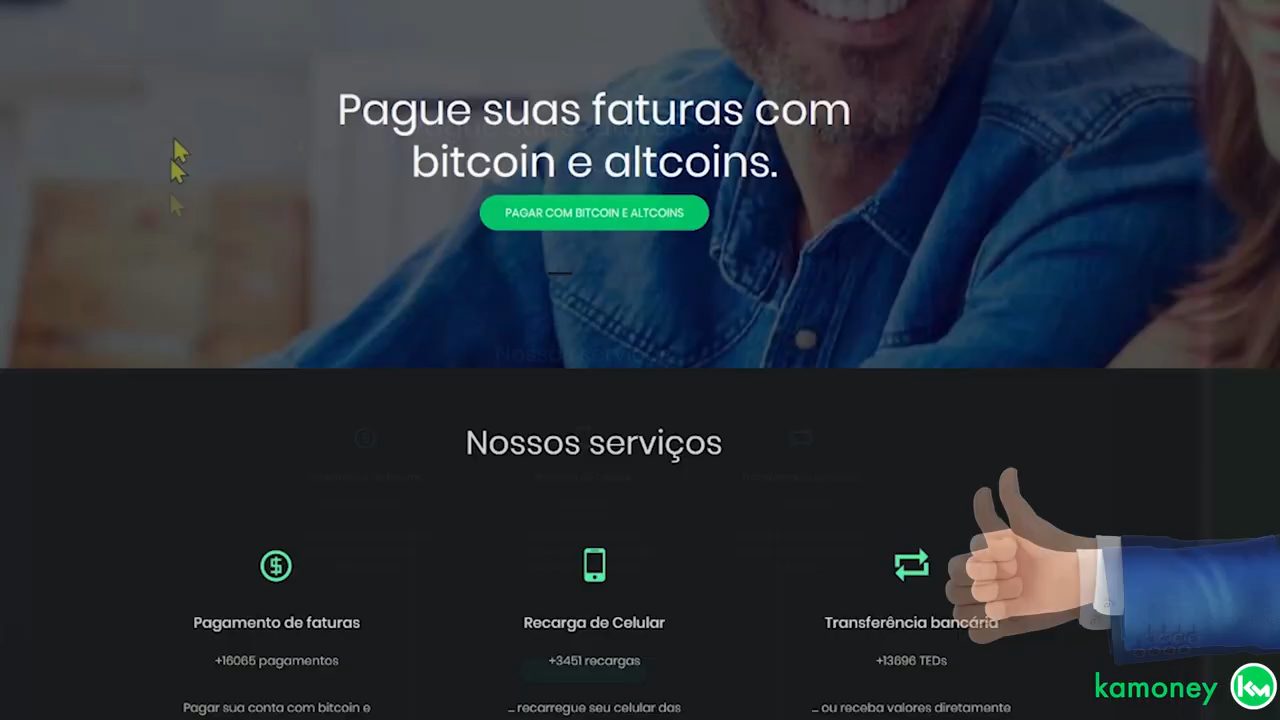 Pague suas faturas com
bitcoin e altcoins.
PAGAR COM BITCOIN E ALTCOINS
Nossos serviços
Pagamento de faturas
Recarga de Celular
Transferência bancária
+16065 pagamentos
+3451 recargas
+13696 TEDs
Pagar sua conta com bitcoin e
... recarregue seu celular das
... ou receba valores diretamente
kamoney